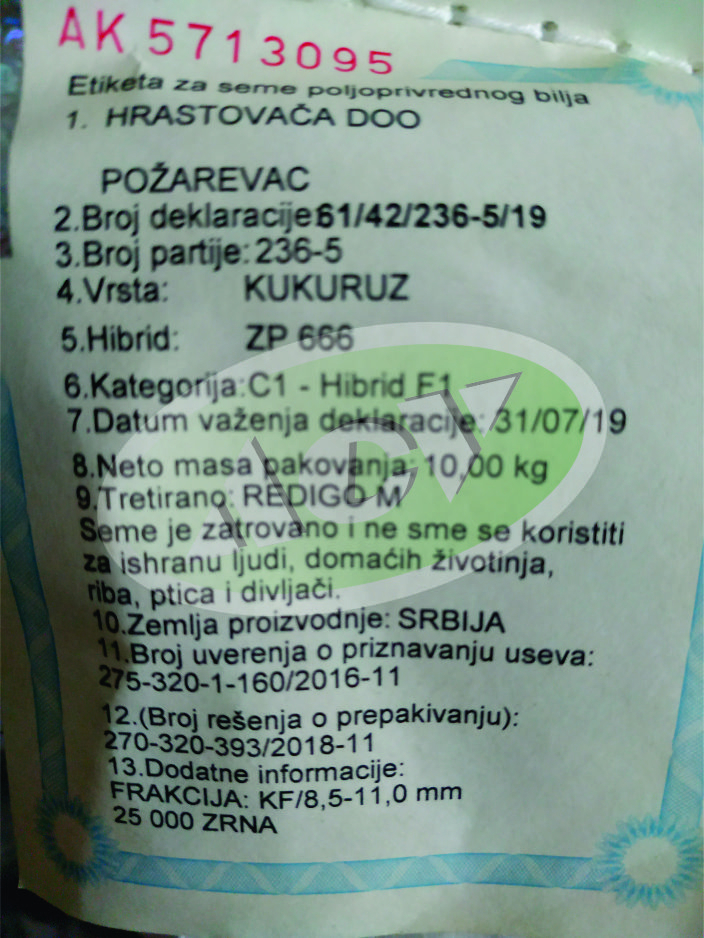 AK 5713095
Etiketa za seme poljoprivrednog bilja
1. HRASTOVAČA DOO
POŽAREVAC
2.Broj deklaracije:61/42/236-5/19
3.Broj partije: 236-5
4.Vrsta: KUKURUZ
5.Hibrid: ZP 666
6.Kategorija:C1 - Hibrid F1
7.Datum važenja deklaracije: 31/07/19
8.Neto masa pakovanja: 10,00 kg
9.Tretirano: REDIGO M
Seme je zatrovano i ne sme se koristiti
za ishranu ljudi, domaćih životinja,
riba, ptica i divljači.
10.Zemlja proizvodnje: SRBIJA
11.Broj uverenja o priznavanju useva:
275-320-1-160/2016-11
12.(Broj rešenja o prepakivanju):
270-320-393/2018-11
13.Dodatne informacije:
FRAKCIJA: KF/8,5-11,0 mm
25 000 ZRNA